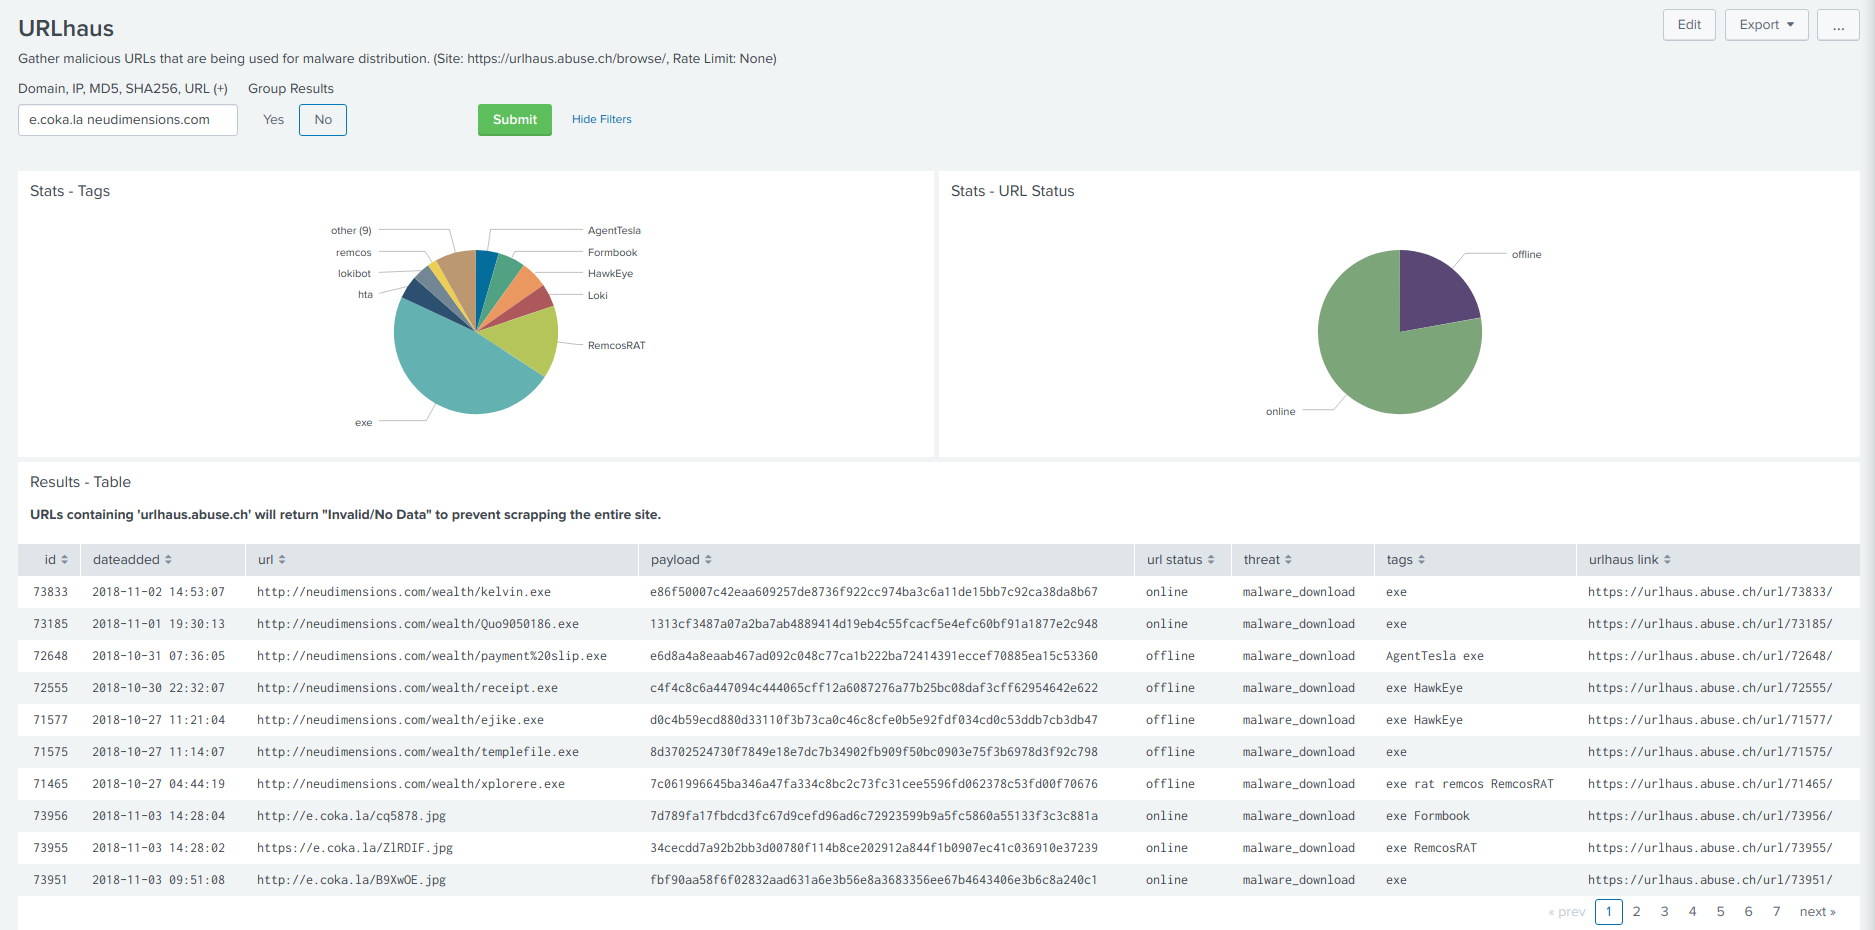 URLhaus
Edit Export ...
Gather malicious URLs that are being used for malware distribution. (Site: https://urlhaus.abuse.ch/browse/, Rate Limit: None)
Domain, IP, MD5, SHA256, URL (+) Group Results
e.coka.la neudimensions.com Yes No Submit Hide Filters
Stats - Tags
other (9)
remcos
lokibot
hta
exe
AgentTesla
Formbook
HawkEye
Loki
RemcosRAT
Stats - URL Status
offline
online
Results - Table
URLs containing 'urlhaus.abuse.ch' will return "Invalid/No Data" to prevent scrapping the entire site.
id dateadded url payload url status threat tags urlhaus link
73833 2018-11-02 14:53:07 http://neudimensions.com/wealth/kelvin.exe e86f50007c42eaa609257de8736f922cc974ba3c6a11de15bb7c92ca38da8b67 online malware_download exe https://urlhaus.abuse.ch/url/73833/
73185 2018-11-01 19:30:13 http://neudimensions.com/wealth/Quo9050186.exe 1313cf3487a07a2ba7ab4889414d19eb4c55fcacf5e4efc60bf91a1877e2c948 online malware_download exe https://urlhaus.abuse.ch/url/73185/
72648 2018-10-31 07:36:05 http://neudimensions.com/wealth/payment%20slip.exe e6d8a4a8eaab467ad092c048c77ca1b222ba72414391eccef70885ea15c53360 offline malware_download AgentTesla exe https://urlhaus.abuse.ch/url/72648/
72555 2018-10-30 22:32:07 http://neudimensions.com/wealth/receipt.exe c4f4c8c6a447094c444065cff12a6087276a77b25bc08daf3cff62954642e622 offline malware_download exe HawkEye https://urlhaus.abuse.ch/url/72555/
71577 2018-10-27 11:21:04 http://neudimensions.com/wealth/ejike.exe d0c4b59ecd880d33110f3b73ca0c46c8cfe0b5e92fdf034cd0c53ddb7cb3db47 offline malware_download exe HawkEye https://urlhaus.abuse.ch/url/71577/
71575 2018-10-27 11:14:07 http://neudimensions.com/wealth/templefile.exe 8d3702524730f7849e18e7dc7b34902fb909f50bc0903e75f3b6978d3f92c798 offline malware_download exe https://urlhaus.abuse.ch/url/71575/
71465 2018-10-27 04:44:19 http://neudimensions.com/wealth/xplorere.exe 7c061996645ba346a47fa334c8bc2c73fc31cee5596fd062378c53fd00f70676 offline malware_download exe rat remcos RemcosRAT https://urlhaus.abuse.ch/url/71465/
73956 2018-11-03 14:28:04 http://e.coka.la/cq5878.jpg 7d789fa17fbdcd3fc67d9cefd96ad6c72923599b9a5fc5860a55133f3c3c881a online malware_download exe Formbook https://urlhaus.abuse.ch/url/73956/
73955 2018-11-03 14:28:02 https://e.coka.la/ZlRDIF.jpg 34cecdd7a92b2bb3d00780f114b8ce202912a844f1b0907ec41c036910e37239 online malware_download exe RemcosRAT https://urlhaus.abuse.ch/url/73955/
73951 2018-11-03 09:51:08 http://e.coka.la/B9XwOE.jpg fbf90aa58f6f02832aad631a6e3b56e8a3683356ee67b4643406e3b6c8a240c1 online malware_download exe https://urlhaus.abuse.ch/url/73951/
« prev 1 2 3 4 5 6 7 next »